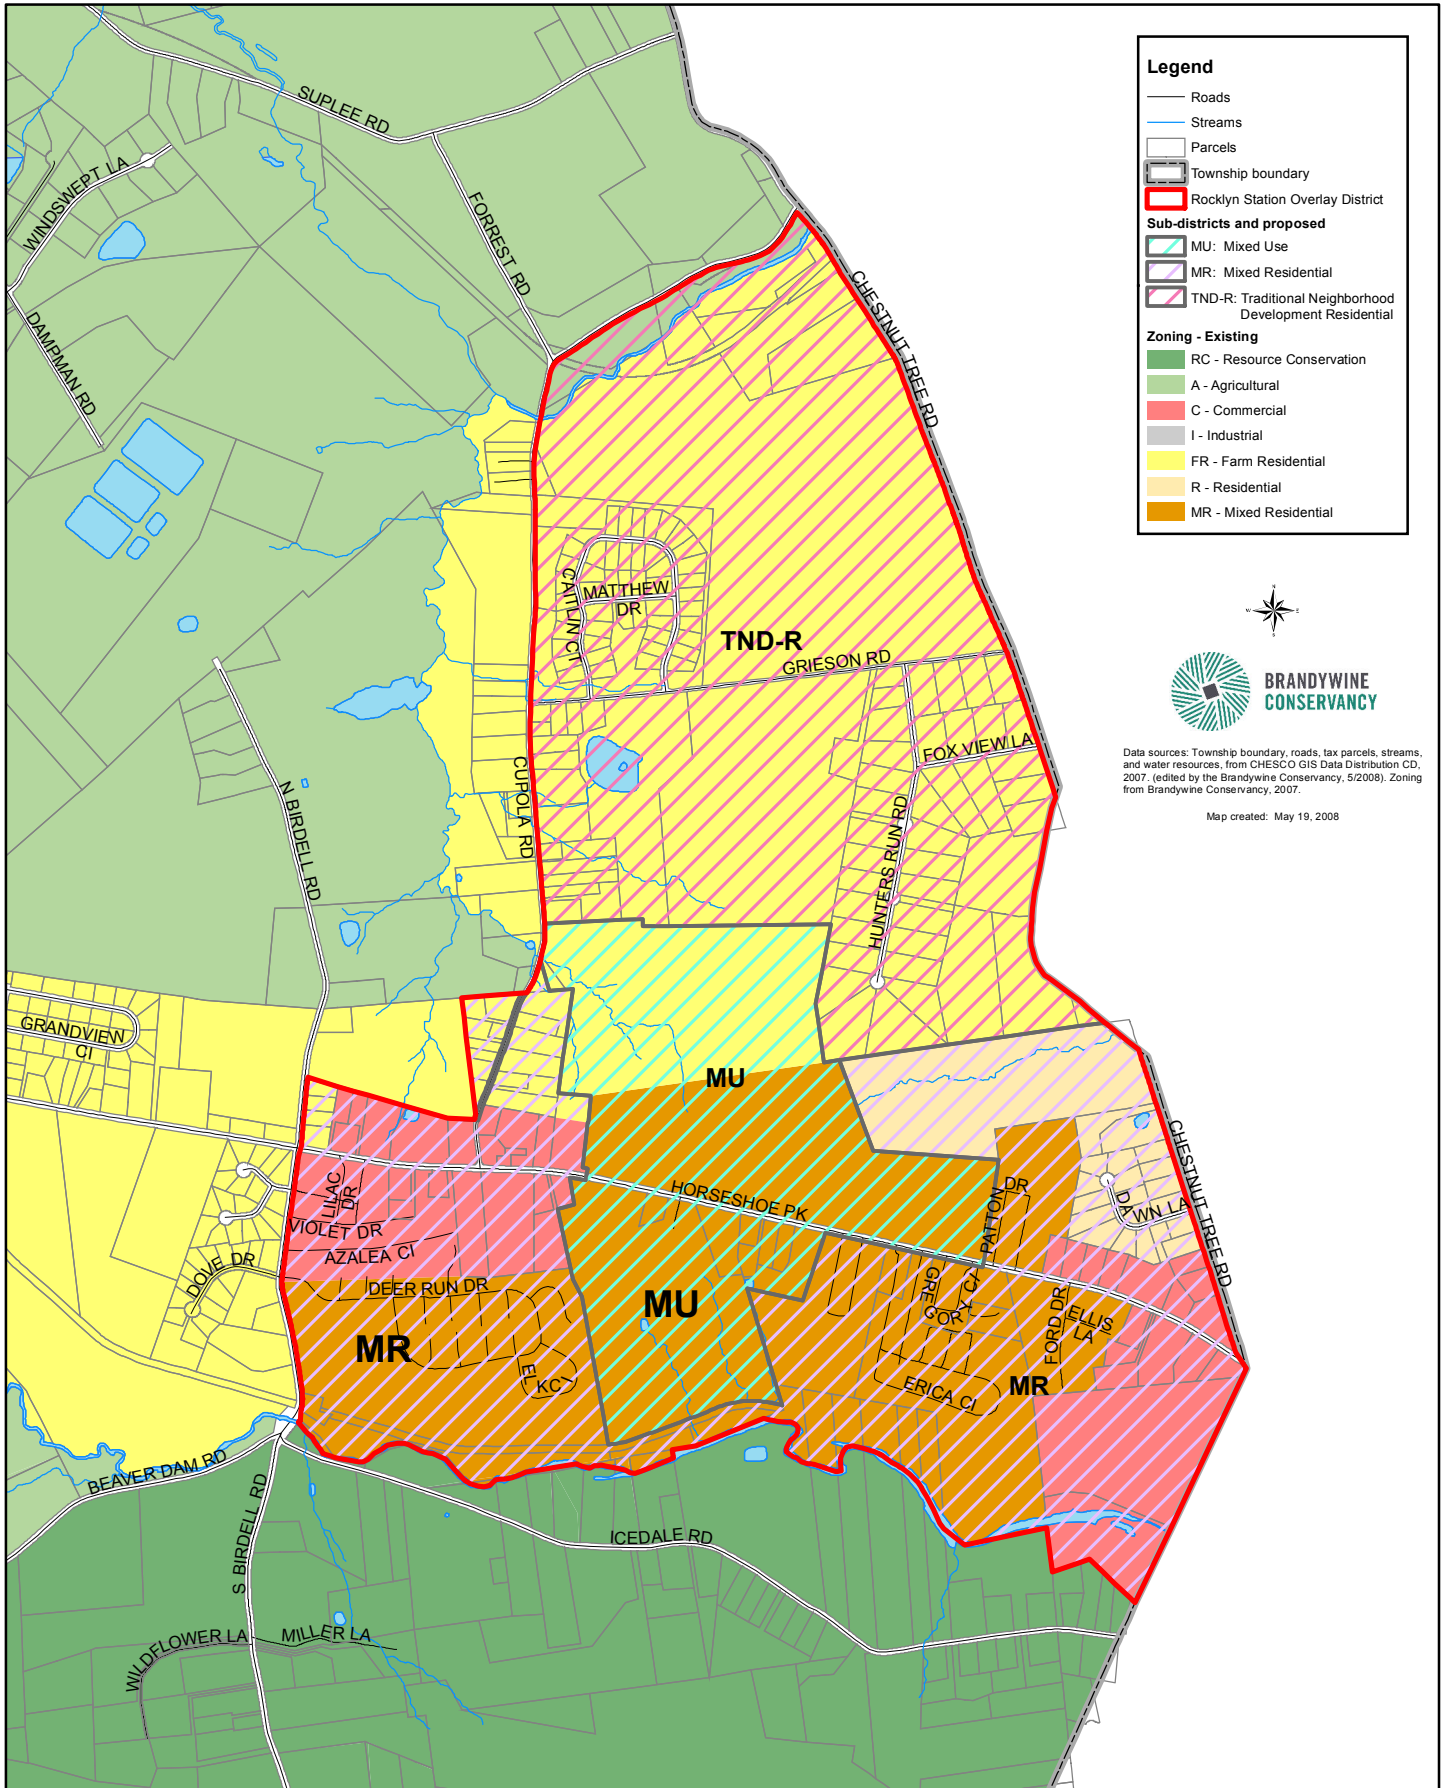 Legend
Roads
Streams
Parcels
Township boundary
Rocklyn Station Overlay District
Sub-districts and proposed
MU: Mixed Use
MR: Mixed Residential
TND-R: Traditional Neighborhood
Development Residential
Zoning - Existing
RC - Resource Conservation
A - Agricultural
C - Commercial
I - Industrial
FR - Farm Residential
R - Residential
MR - Mixed Residential
N
W
E
S
BRANDYWINE
CONSERVANCY
Data sources: Township boundary, roads, tax parcels, streams,
and water resources, from CHESCO GIS Data Distribution CD,
2007. (edited by the Brandywine Conservancy, 5/2008). Zoning
from Brandywine Conservancy, 2007.
Map created: May 19, 2008
SUPLEE RD
WINDSWEPT LA
FORREST RD
DAMPMAN RD
CHESTNUT TREE RD
CAITLIN CT
MATTHEW
DR
TND-R
GRIESON RD
FOX VIEW LA
CUPOLA RD
N BIRDELL RD
HUNTERS RUN RD
GRANDVIEW
CI
MU
CHESTNUT TREE RD
LILAC
DR
HORSESHOE PK
PATTON
DR
DA
WN LA
VIOLET DR
AZALEA CI
DOVE DR
DEER RUN DR
MU
GRE
GORY CI
FORD DR
ELLIS
LA
MR
EL
KC
ERICA CI
MR
BEAVER DAM RD
S BIRDELL RD
ICEDALE RD
WILDFLOWER LA
MILLER LA